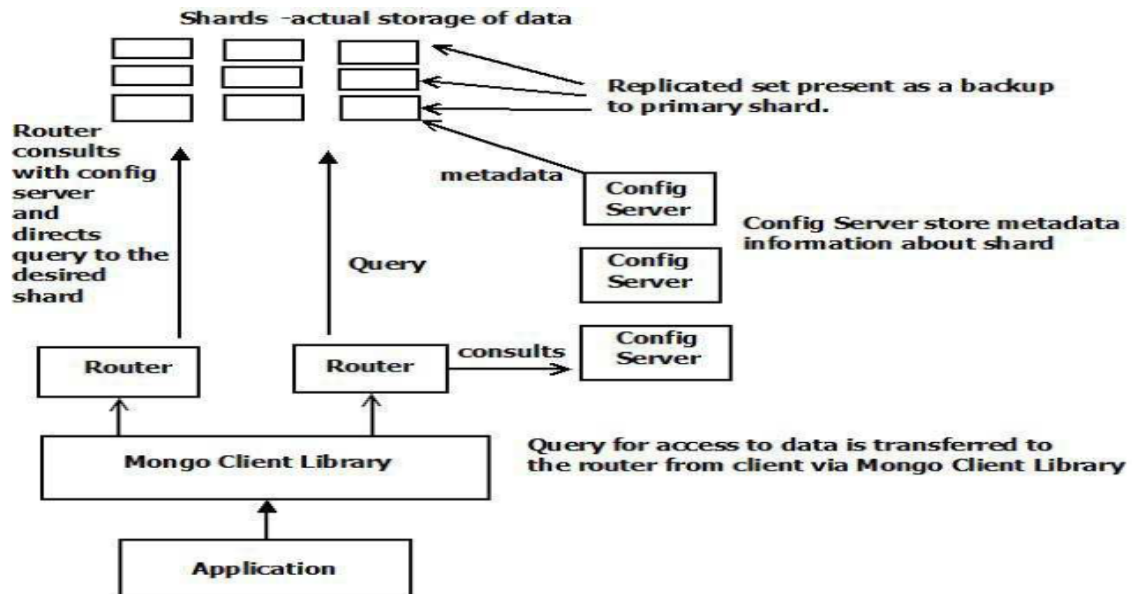 Shards -actual storage of data
Replicated set present as a backup
to primary shard.
Router
consults
with config
server
and
directs
query to the
desired
shard
metadata
Config
Server
Config Server store metadata
information about shard
Query
Config
Server
Router
Router
consults
Config
Server
Mongo Client Library
Query for access to data is transferred to
the router from client via Mongo Client Library
Application